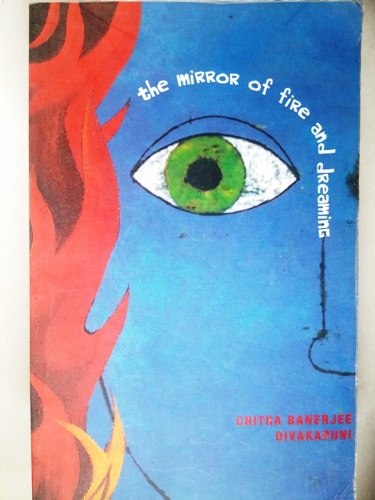 the mirror of fire and dreaming
CHITRA BANERJEE
DIVAKARUNI